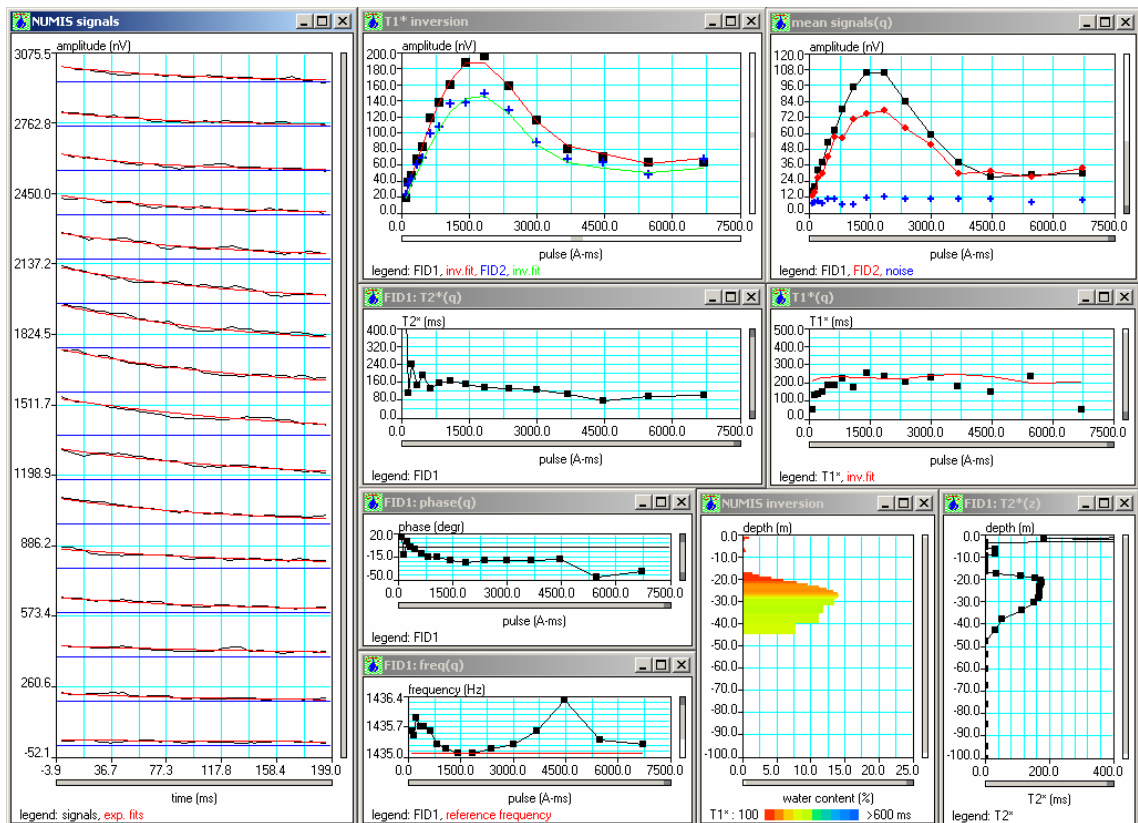 NUMIS signals
amplitude (nV)
3075.5
2762.8
2450.0
2137.2
1824.5
1511.7
1198.9
886.2
573.4
260.6
-52.1
-3.9 36.7 77.3 117.8 158.4 199.0
time (ms)
legend: signals, exp. fits
T1* inversion
amplitude (nV)
200.0
180.0
160.0
140.0
120.0
100.0
80.0
60.0
40.0
20.0
0.0
0.0 1500.0 3000.0 4500.0 6000.0 7500.0
pulse (A-ms)
legend: FID1, inv.fit, FID2, inv.fit
mean signals(q)
amplitude (nV)
120.0
108.0
96.0
84.0
72.0
60.0
48.0
36.0
24.0
12.0
0.0
0.0 1500.0 3000.0 4500.0 6000.0 7500.0
pulse (A-ms)
legend: FID1, FID2, noise
FID1: T2*(q)
T2* (ms)
400.0
320.0
240.0
160.0
80.0
0.0
0.0 1500.0 3000.0 4500.0 6000.0 7500.0
pulse (A-ms)
legend: FID1
T1*(q)
T1* (ms)
500.0
400.0
300.0
200.0
100.0
0.0
0.0 1500.0 3000.0 4500.0 6000.0 7500.0
pulse (A-ms)
legend: T1*, inv.fit
FID1: phase(q)
phase (degr)
20.0
-15.0
-50.0
0.0 1500.0 3000.0 4500.0 6000.0 7500.0
pulse (A-ms)
legend: FID1
FID1: freq(q)
frequency (Hz)
1436.4
1435.7
1435.0
0.0 1500.0 3000.0 4500.0 6000.0 7500.0
pulse (A-ms)
legend: FID1, reference frequency
NUMIS inversion
depth (m)
0.0
-10.0
-20.0
-30.0
-40.0
-50.0
-60.0
-70.0
-80.0
-90.0
-100.0
0.0 5.0 10.0 15.0 20.0 25.0
water content (%)
T1* : 100 >600 ms
FID1: T2*(z)
depth (m)
0.0
-10.0
-20.0
-30.0
-40.0
-50.0
-60.0
-70.0
-80.0
-90.0
-100.0
0.0 200.0 400.0
T2* (ms)
legend: T2*